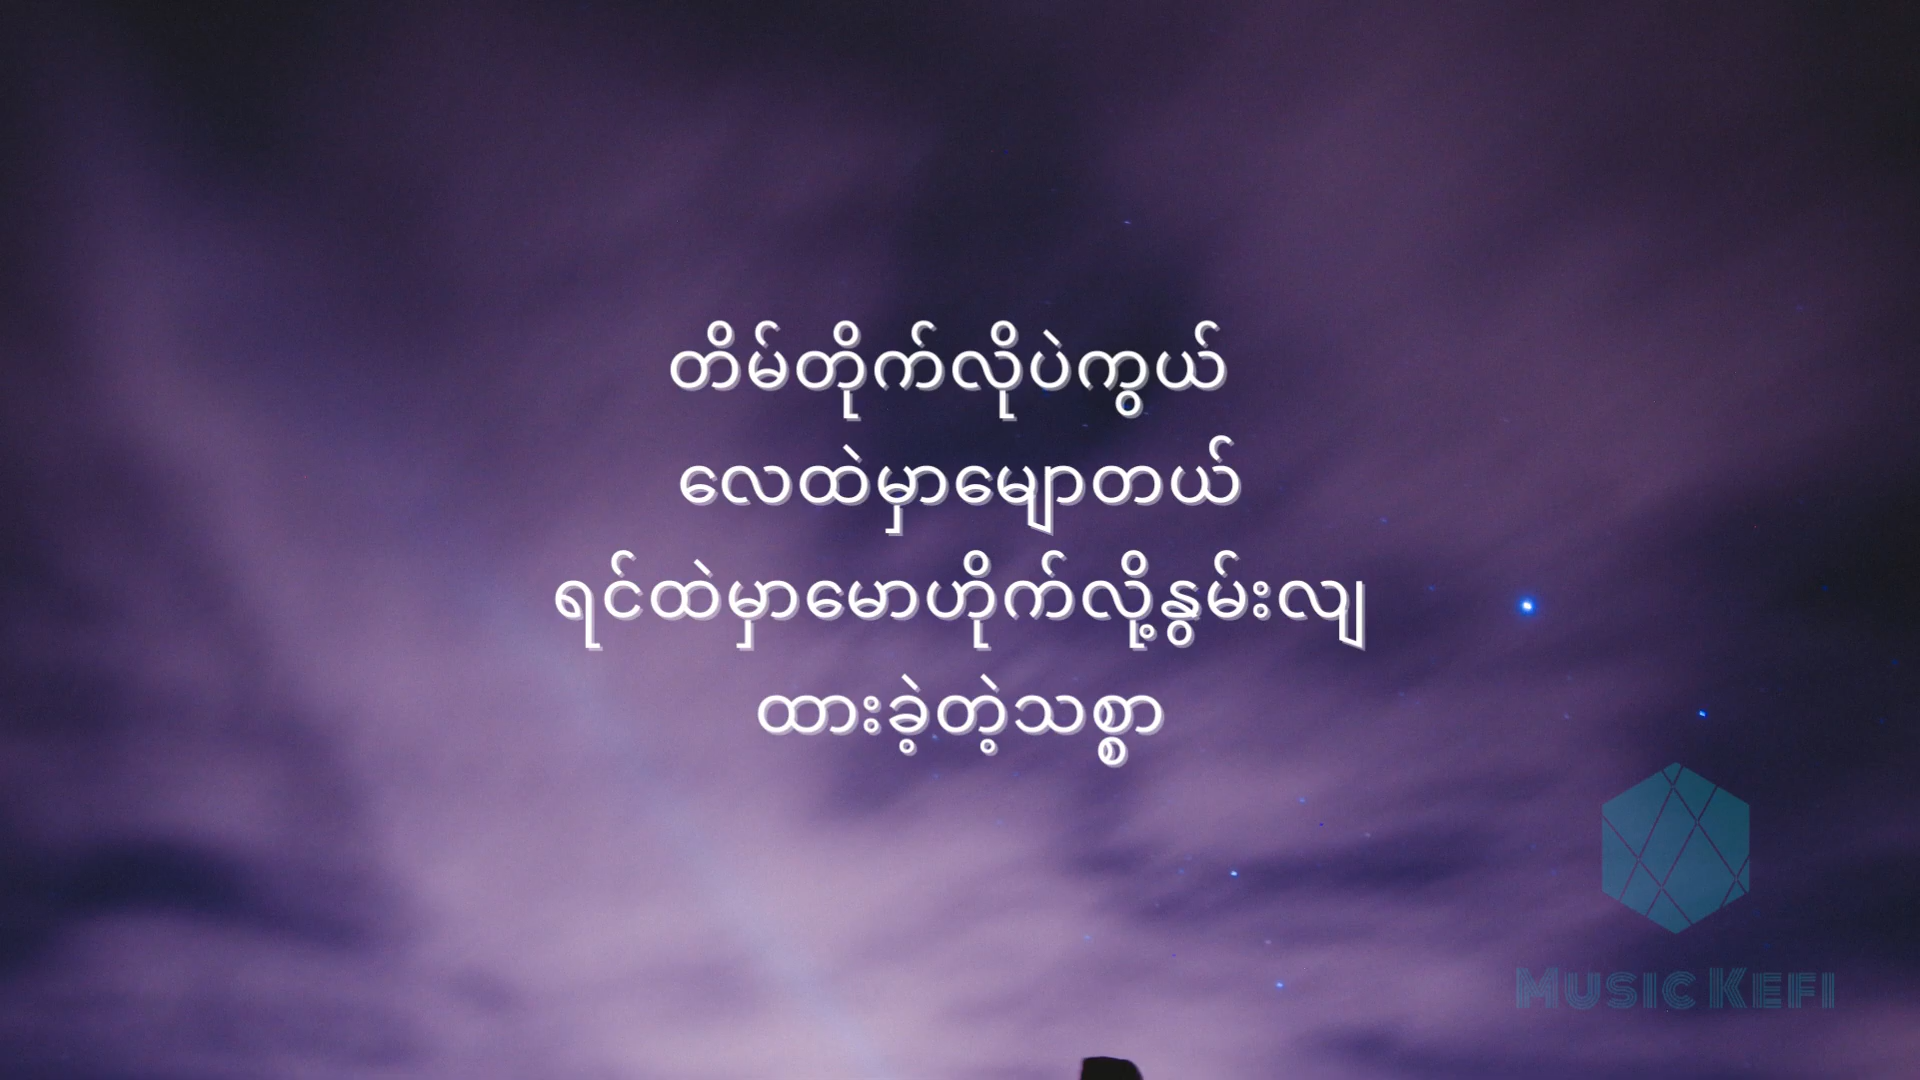 တိမ်တိုက်လိုပဲကွယ်
လေထဲမှာမျောတယ်
ရင်ထဲမှာမောဟိုက်လို့နွမ်းလျ
ထားခဲ့တဲ့သစ္စာ
Music Kefi